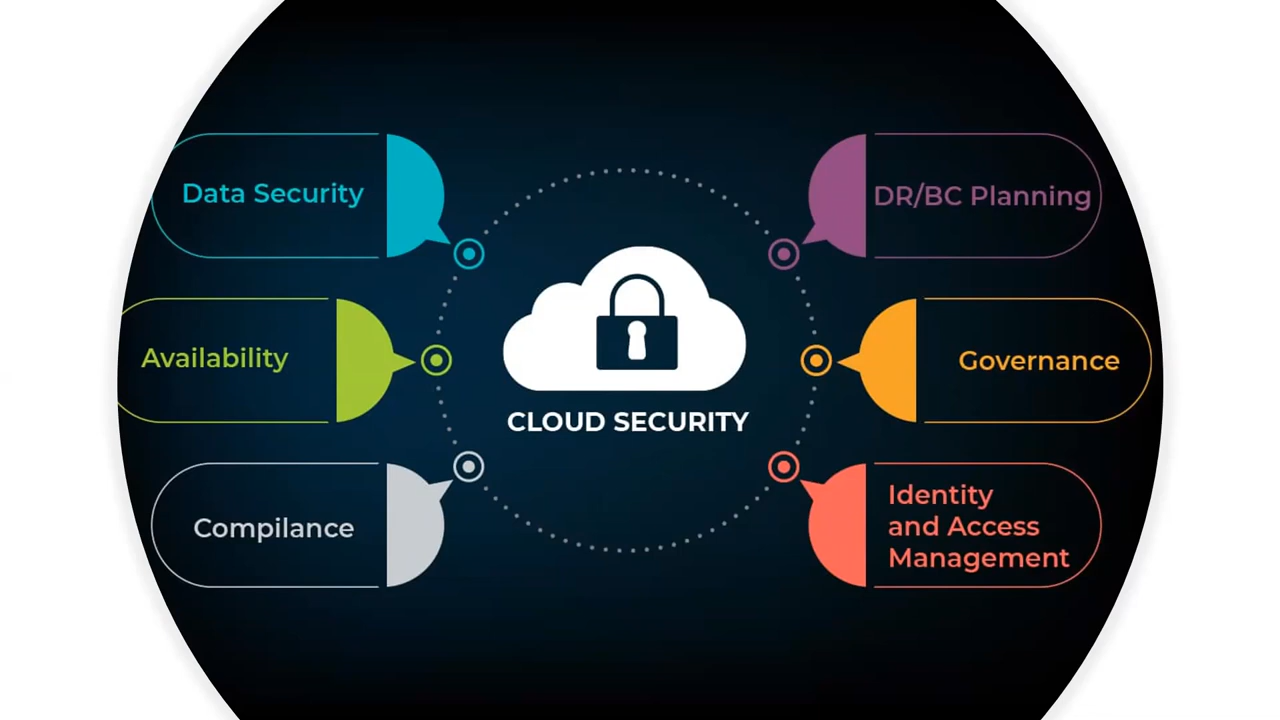 Data Security
DR/BC Planning
Availability
Governance
CLOUD SECURITY
Compilance
Identity
and Access
Management